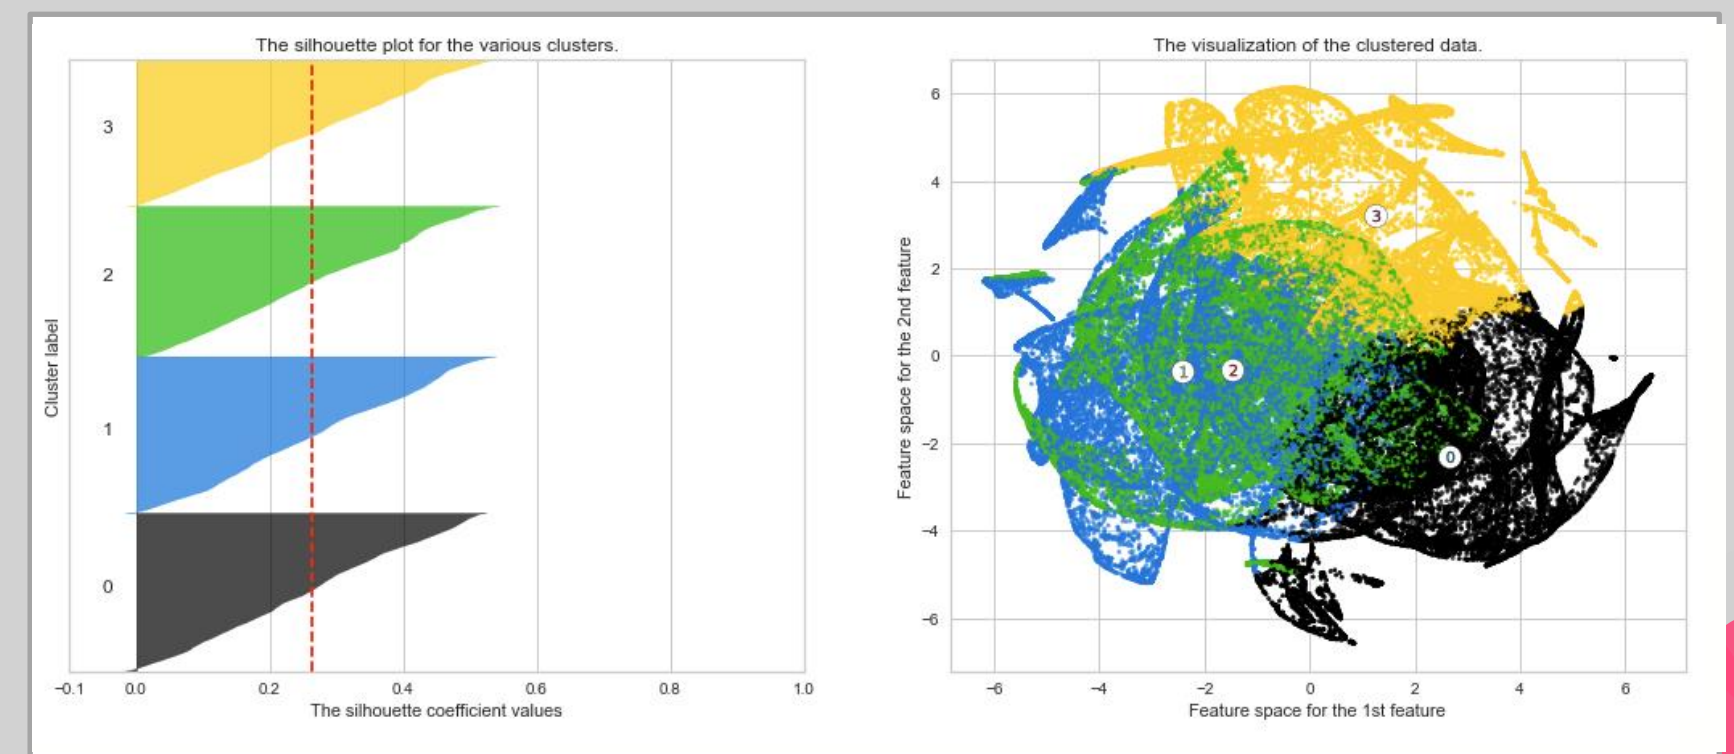 The silhouette plot for the various clusters.
3
2
1
0
Cluster label
−0.1 0.0 0.2 0.4 0.6 0.8 1.0
The silhouette coefficient values
The visualization of the clustered data.
6
4
2
0
−2
−4
−6
Feature space for the 2nd feature
3
1 2
0
−6 −4 −2 0 2 4 6
Feature space for the 1st feature